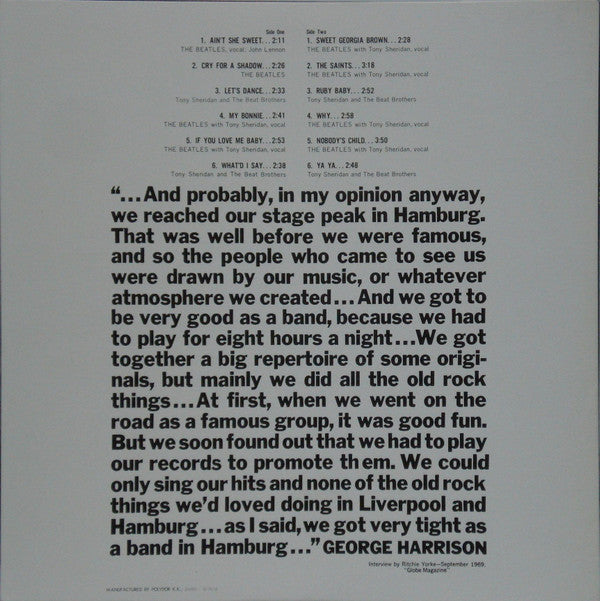 Side One
1. AIN'T SHE SWEET...2:11
THE BEATLES, vocal; John Lennon
2. CRY FOR A SHADOW...2:26
THE BEATLES
3. LET'S DANCE...2:33
Tony Sheridan and The Beat Brothers
4. MY BONNIE...2:41
THE BEATLES with Tony Sheridan, vocal
5. IF YOU LOVE ME BABY...2:53
THE BEATLES with Tony Sheridan, vocal
6. WHAT'D I SAY...2:38
Tony Sheridan and The Beat Brothers
Side Two
1. SWEET GEORGIA BROWN...2:28
THE BEATLES with Tony Sheridan, vocal
2. THE SAINTS...3:18
THE BEATLES with Tony Sheridan, vocal
3. RUBY BABY...2:52
Tony Sheridan and The Beat Brothers
4. WHY...2:58
THE BEATLES with Tony Sheridan, vocal
5. NOBODY'S CHILD...3:50
THE BEATLES with Tony Sheridan, vocal
6. YA YA...2:48
Tony Sheridan and The Beat Brothers
“...And probably, in my opinion anyway,
we reached our stage peak in Hamburg.
That was well before we were famous,
and so the people who came to see us
were drawn by our music, or whatever
atmosphere we created...And we got to
be very good as a band, because we had
to play for eight hours a night...We got
together a big repertoire of some origi-
nals, but mainly we did all the old rock
things...At first, when we went on the
road as a famous group, it was good fun.
But we soon found out that we had to play
our records to promote them. We could
only sing our hits and none of the old rock
things we'd loved doing in Liverpool and
Hamburg...as I said, we got very tight as
a band in Hamburg...” GEORGE HARRISON
Interview by Ritchie Yorke—September 1969.
"Globe Magazine"
MANUFACTURED BY POLYDOR K.K.